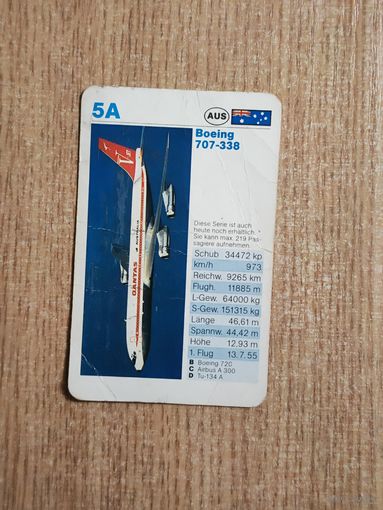 5A
AUS
Boeing
707-338
Diese Serie ist auch
heute noch erhältlich.
Sie kann max. 219 Pas-
sagiere aufnehmen.
Schub 34472 kp
km/h 973
Reichw. 9265 km
Flugh. 11885 m
L-Gew. 64000 kg
S-Gew. 151315 kg
Länge 46,61 m
Spannw. 44,42 m
Höhe 12,93 m
1. Flug 13.7.55
B Boeing 720
C Airbus A 300
D Tu-134 A
QANTAS